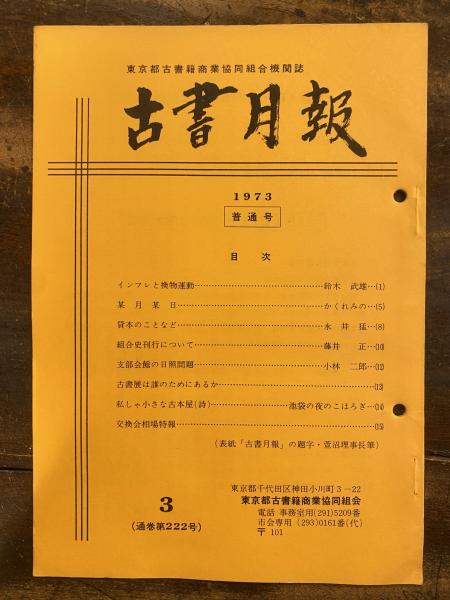 東京都古書籍商業協同組合機関誌
古書月報
1973
普通号
目 次
インフレと換物運動…鈴木 武雄…(1)
某 月 某 日…かくれみの…(5)
貸本のことなど…永 井 猛…(8)
組合史刊行について…藤井 正…(10)
支部会館の日照問題…小林 二郎…(12)
古書展は誰のためにあるか…(13)
私しゃ小さな古本屋(詩)…池袋の夜のこほろぎ…(14)
交換会相場特報…(15)
(表紙「古書月報」の題字・菅沼理事長筆)
3
(通巻第222号)
東京都千代田区神田小川町3-22
東京都古書籍商業協同組合
電話 事務室用(291)5209番
市会専用(293)0161番(代)
〒101